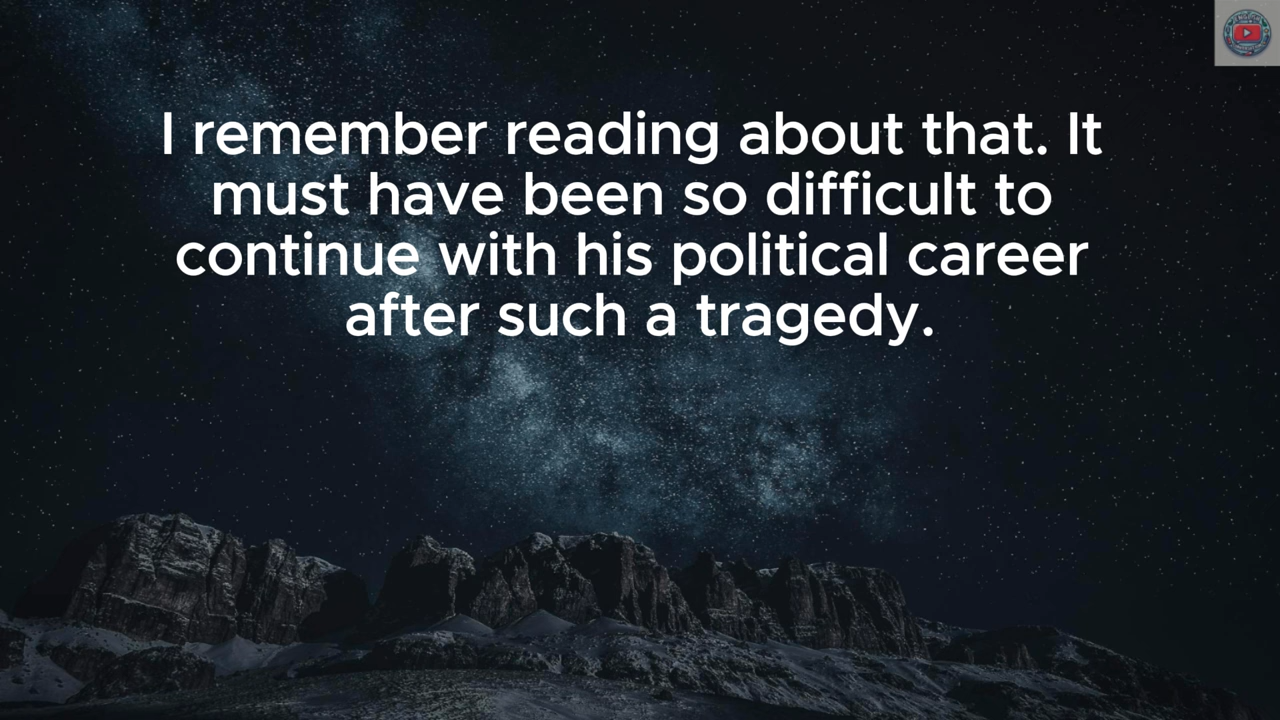 I remember reading about that. It
must have been so difficult to
continue with his political career
after such a tragedy.